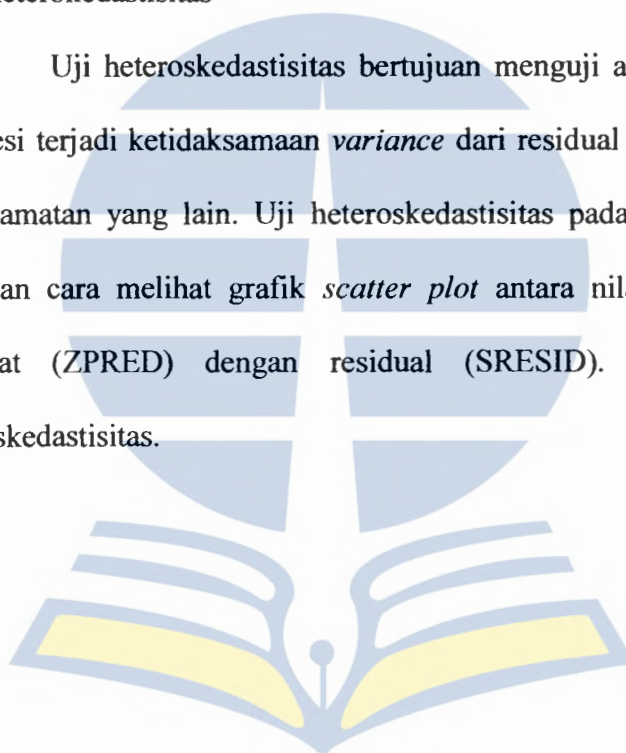 Uji heteroskedastisitas bertujuan menguji a
esi terjadi ketidaksamaan variance dari residual
amatan yang lain. Uji heteroskedastisitas pada
an cara melihat grafik scatter plot antara nil
at (ZPRED) dengan residual (SRESID).
skedastisitas.